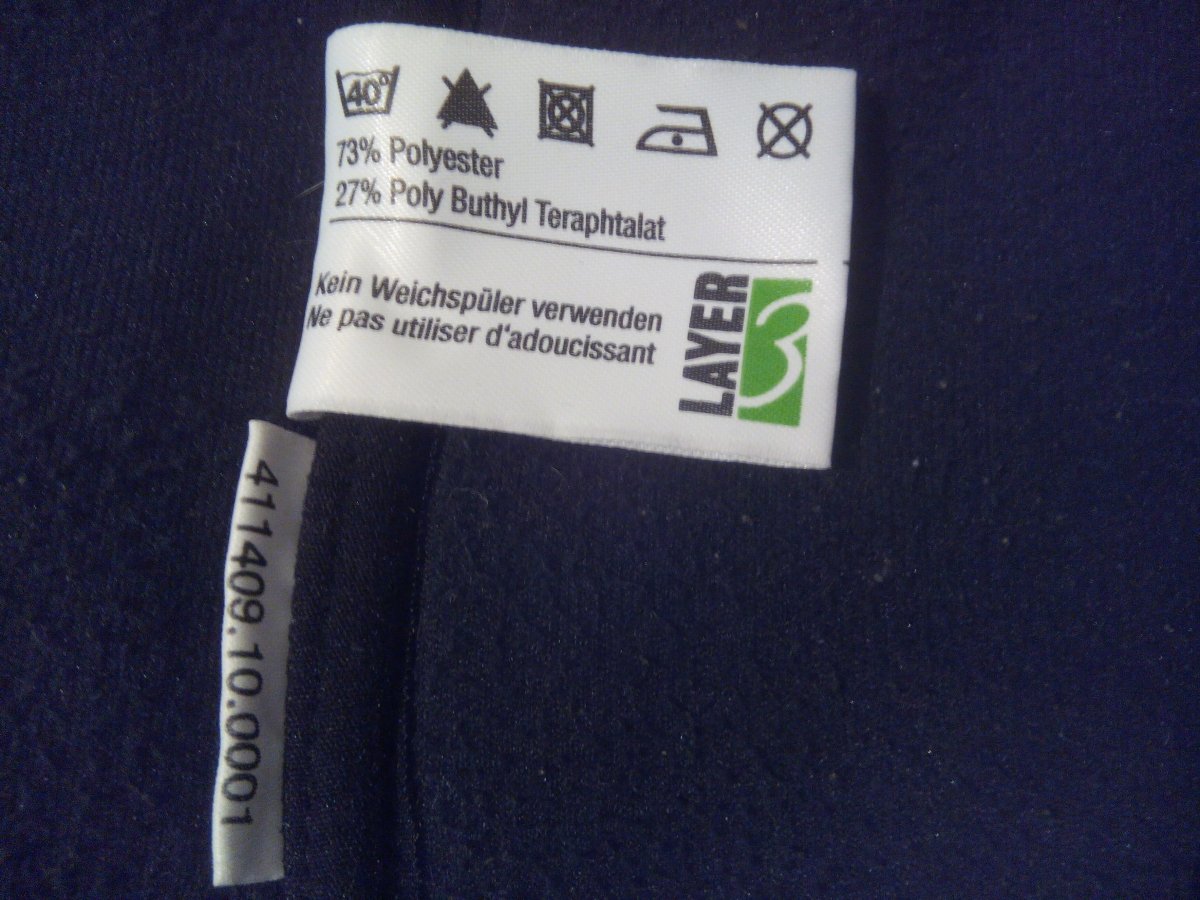 40°
73% Polyester
27% Poly Buthyl Teraphtalat
Kein Weichspüler verwenden
Ne pas utiliser d'adoucissant
LAYER
3
411409.10.0001